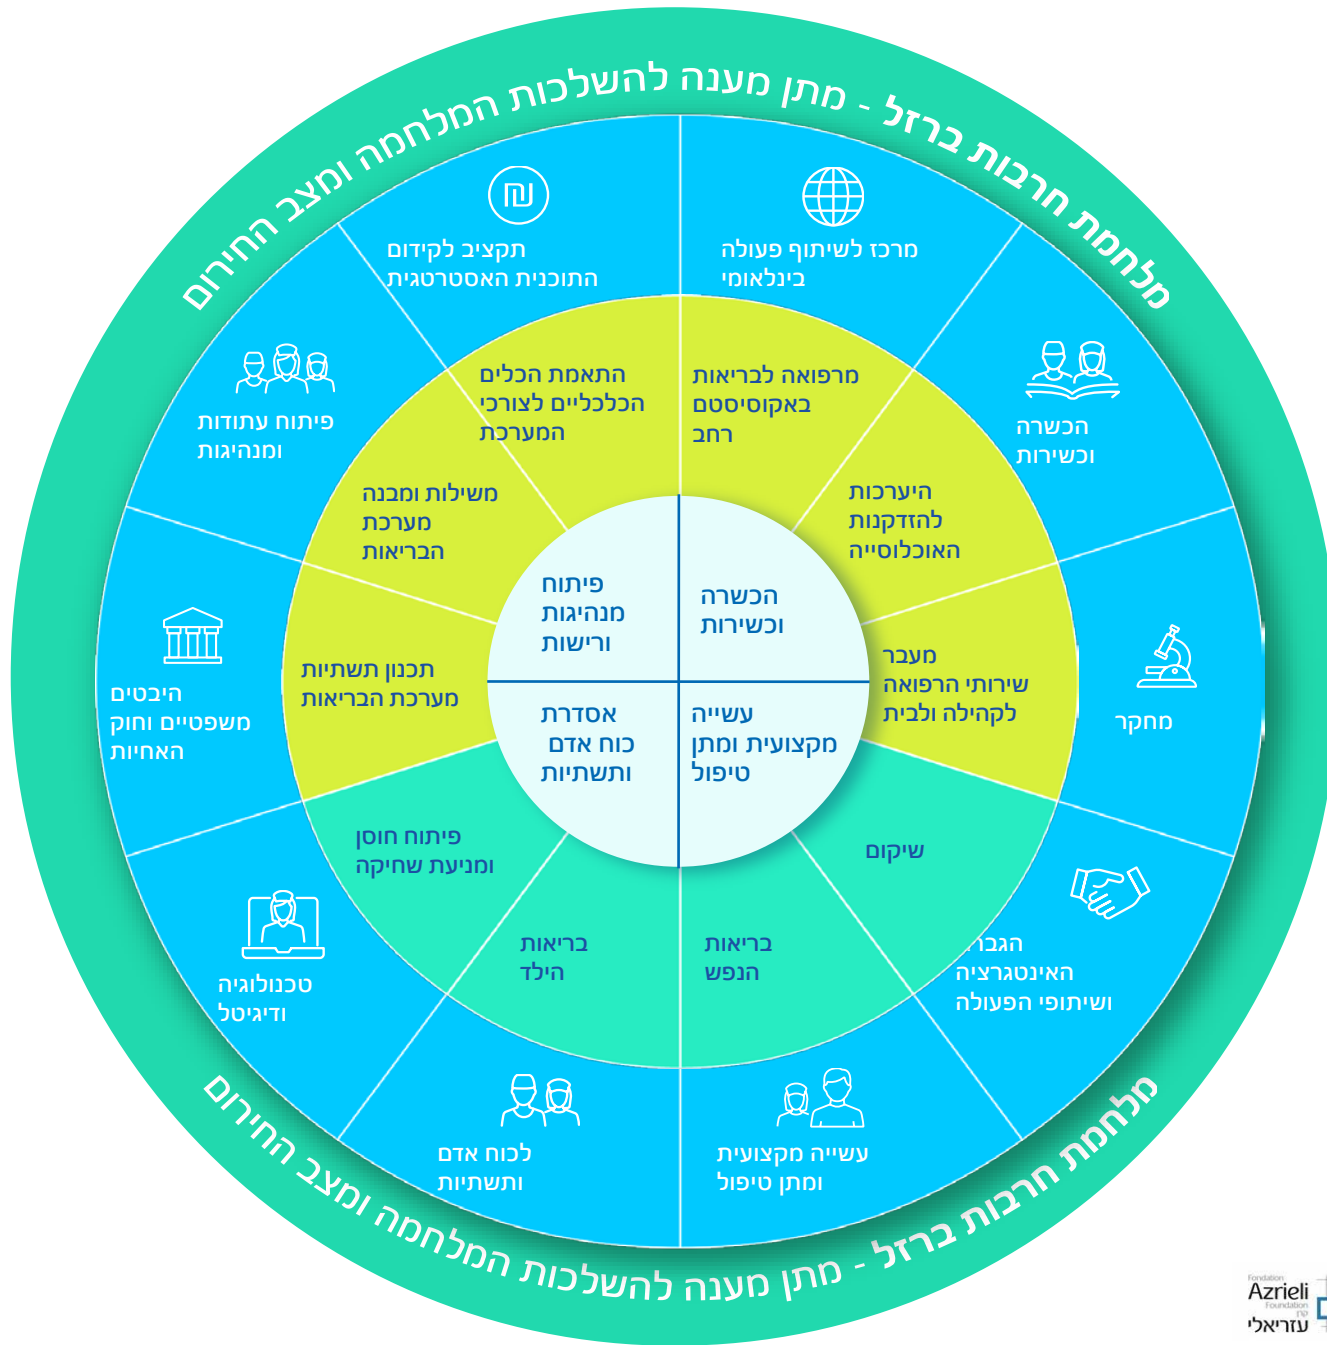 מלחמת חרבות ברזל - מתן מענה להשלכות המלחמה ומצב החירום
מרכז לשיתוף פעולה
בינלאומי
תקציב לקידום
התוכנית האסטרטגית
הכשרה
וכשירות
פיתוח עתודות
ומנהיגות
מחקר
היבטים
משפטיים וחוק
האחיות
הגבר
האינטגרציה
ושיתופי הפעולה
טכנולוגיה
ודיגיטל
עשייה מקצועית
ומתן טיפול
לכוח אדם
ותשתיות
מרפואה לבריאות
באקוסיסטם
רחב
התאמת הכלים
הכלכליים לצורכי
המערכת
היערכות
להזדקנות
האוכלוסייה
משילות ומבנה
מערכת
הבריאות
מעבר
שירותי הרפואה
לקהילה ולבית
תכנון תשתיות
מערכת הבריאות
שיקום
פיתוח חוסן
ומניעת שחיקה
בריאות
הנפש
בריאות
הילד
הכשרה
וכשירות
פיתוח
מנהיגות
ורישות
עשייה
מקצועית ומתן
טיפול
אסדרת
כוח אדם
ותשתיות
מלחמת חרבות ברזל - מתן מענה להשלכות המלחמה ומצב החירום
Fondation
Azrieli
Foundation
קרן
עזריאלי